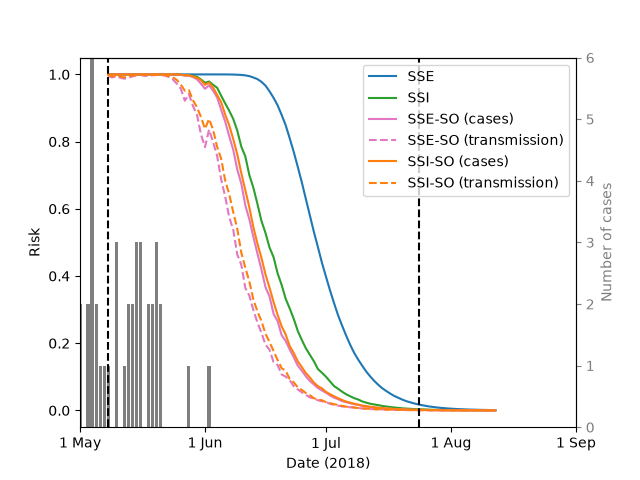 SSE
SSI
SSE-SO (cases)
SSE-SO (transmission)
SSI-SO (cases)
SSI-SO (transmission)
1.0
0.8
0.6
0.4
0.2
0.0
Risk
6
5
4
3
2
1
0
Number of cases
1 May
1 Jun
1 Jul
1 Aug
1 Sep
Date (2018)